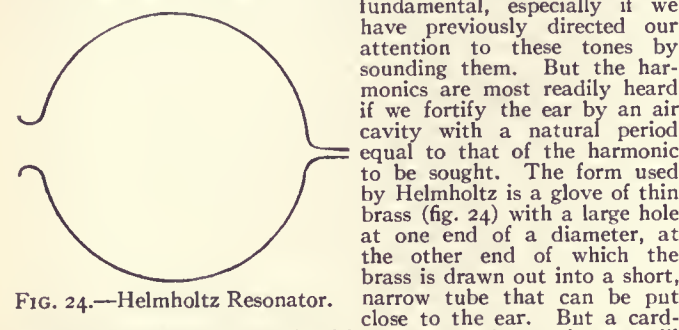 fundamental, especially if we
have previously directed our
attention to these tones by
sounding them. But the har-
monics are most readily heard
if we fortify the ear by an air
cavity with a natural period
equal to that of the harmonic
to be sought. The form used
by Helmholtz is a glove of thin
brass (fig. 24) with a large hole
at one end of a diameter, at
the other end of which the
brass is drawn out into a short,
narrow tube that can be put
close to the ear. But a card-
FIG. 24.—Helmholtz Resonator.